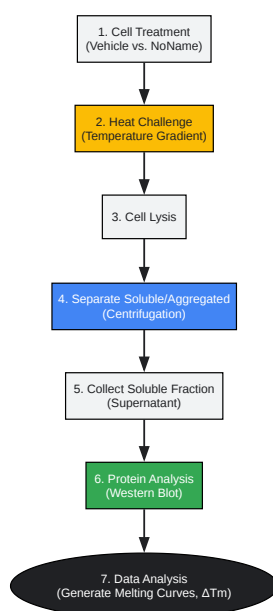 1. Cell Treatment
(Vehicle vs. NoName)
2. Heat Challenge
(Temperature Gradient)
3. Cell Lysis
4. Separate Soluble/Aggregated
(Centrifugation)
5. Collect Soluble Fraction
(Supernatant)
6. Protein Analysis
(Western Blot)
7. Data Analysis
(Generate Melting Curves, ΔTm)